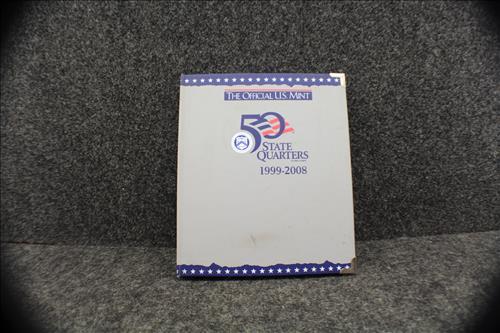 THE OFFICIAL U.S. MINT
50
STATE
QUARTERS
1999-2008